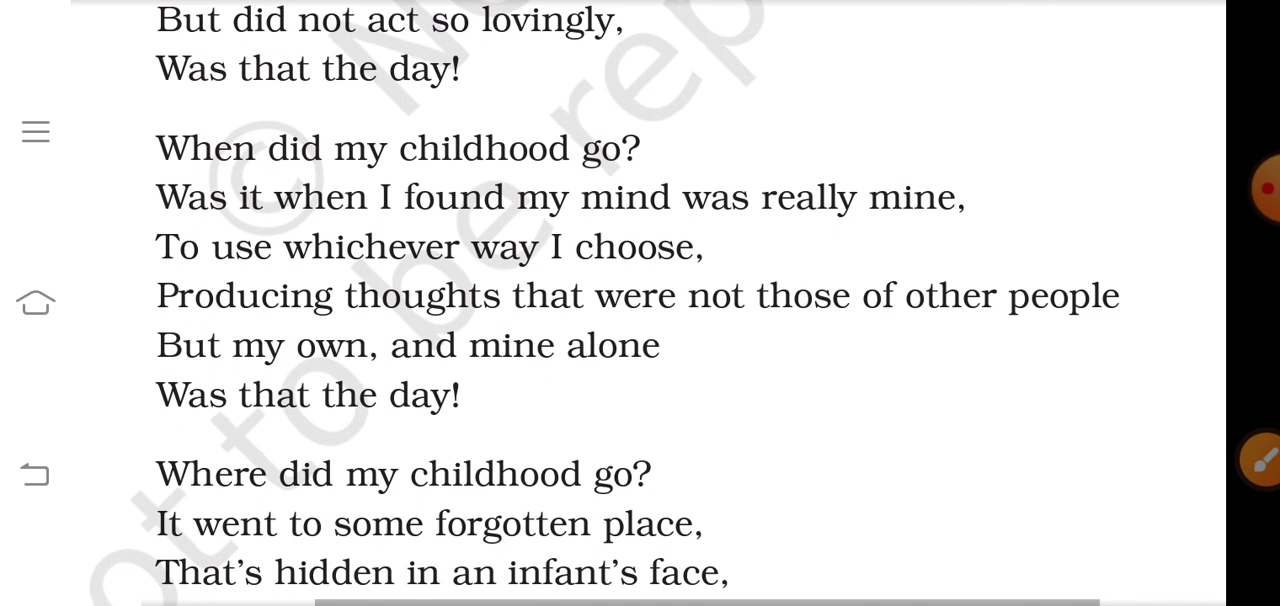 But did not act so lovingly,
Was that the day!
When did my childhood go?
Was it when I found my mind was really mine,
To use whichever way I choose,
Producing thoughts that were not those of other people
But my own, and mine alone
Was that the day!
Where did my childhood go?
It went to some forgotten place,
That's hidden in an infant's face,